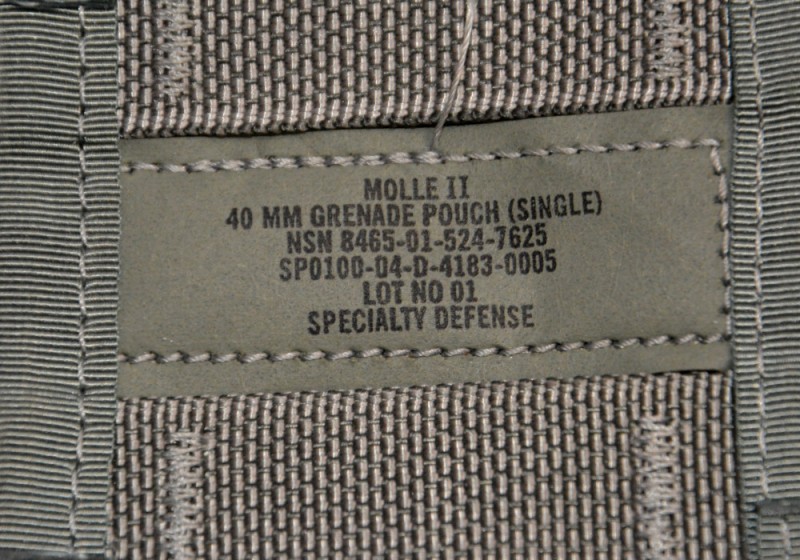 MOLLE II
40 MM GRENADE POUCH (SINGLE)
NSN 8465-01-524-7625
SP0100-04-D-4183-0005
LOT NO 01
SPECIALTY DEFENSE